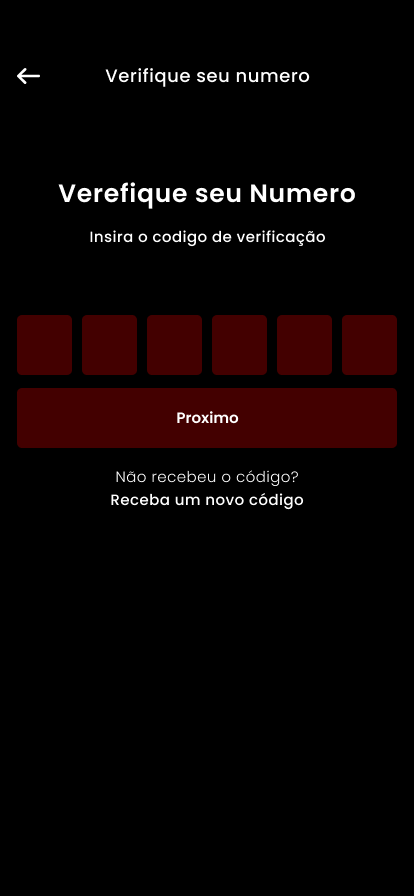 Verifique seu numero
Verefique seu Numero
Insira o codigo de verificação
Proximo
Não recebeu o código?
Receba um novo código